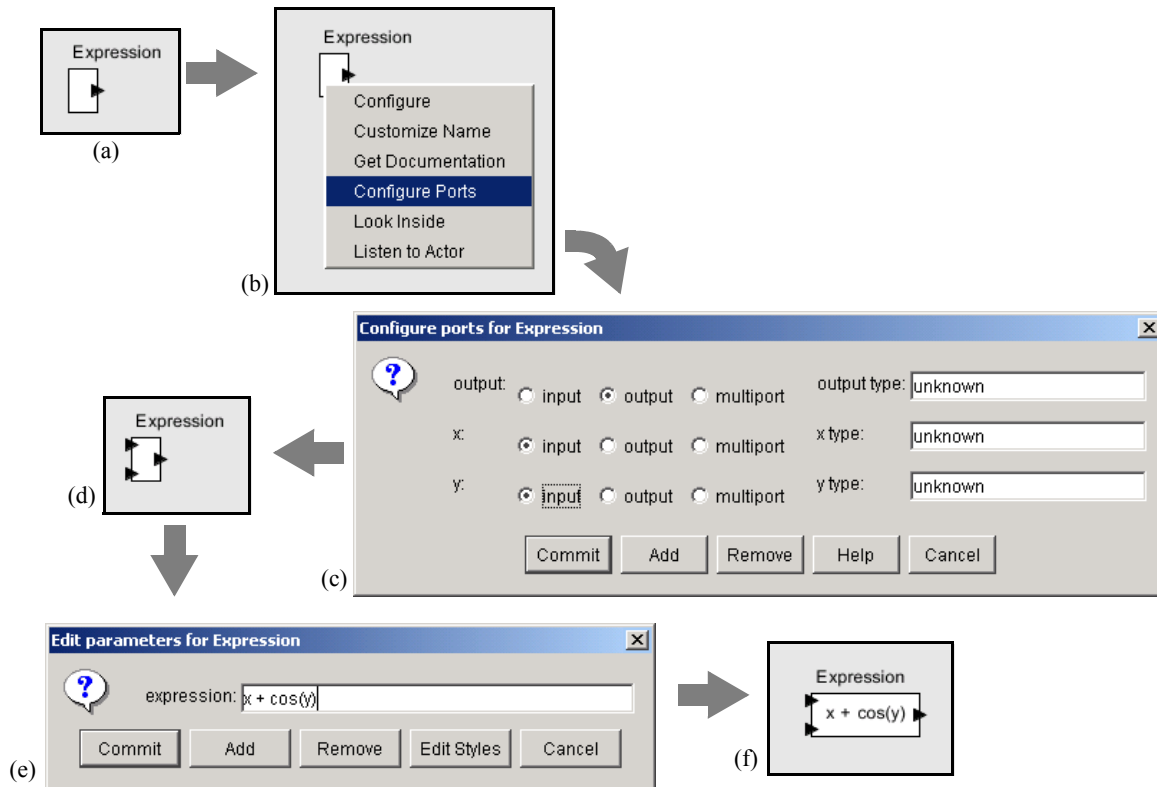 Expression
(a)
Expression
Configure
Customize Name
Get Documentation
Configure Ports
Look Inside
Listen to Actor
(b)
Configure ports for Expression
output: input output multiport output type: unknown
x: input output multiport x type: unknown
y: input output multiport y type: unknown
Commit Add Remove Help Cancel
(c)
Expression
(d)
Edit parameters for Expression
expression: x + cos(y)
Commit Add Remove Edit Styles Cancel
(e)
Expression
x + cos(y)
(f)